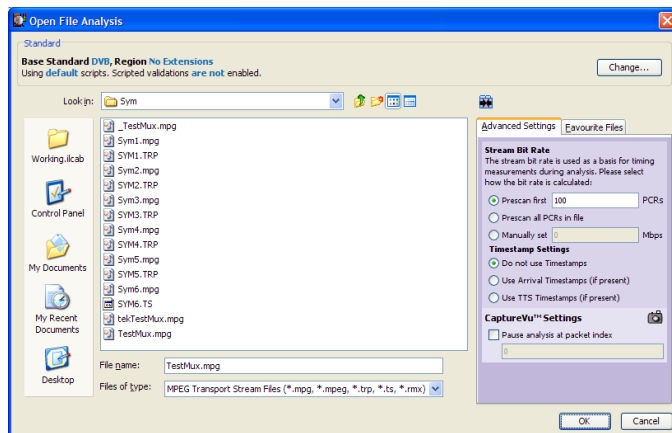 Open File Analysis
Standard
Base Standard DVB, Region No Extensions
Using default scripts. Scripted validations are not enabled.
Change...
Look in: Sym
Working.ilcab
Control Panel
My Documents
My Recent
Documents
Desktop
_TestMux.mpg
Sym1.mpg
SYM1.TRP
Sym2.mpg
SYM2.TRP
Sym3.mpg
SYM3.TRP
Sym4.mpg
SYM4.TRP
Sym5.mpg
SYM5.TRP
Sym6.mpg
SYM6.TS
tekTestMux.mpg
TestMux.mpg
File name: TestMux.mpg
Files of type: MPEG Transport Stream Files (*.mpg, *.mpeg, *.trp, *.ts, *.rmx)
Advanced Settings Favourite Files
Stream Bit Rate
The stream bit rate is used as a basis for timing
measurements during analysis. Please select
how the bit rate is calculated:
Prescan first 100 PCRs
Prescan all PCRs in file
Manually set 0 Mbps
Timestamp Settings
Do not use Timestamps
Use Arrival Timestamps (if present)
Use TTS Timestamps (if present)
CaptureVu™ Settings
Pause analysis at packet index
0
OK Cancel